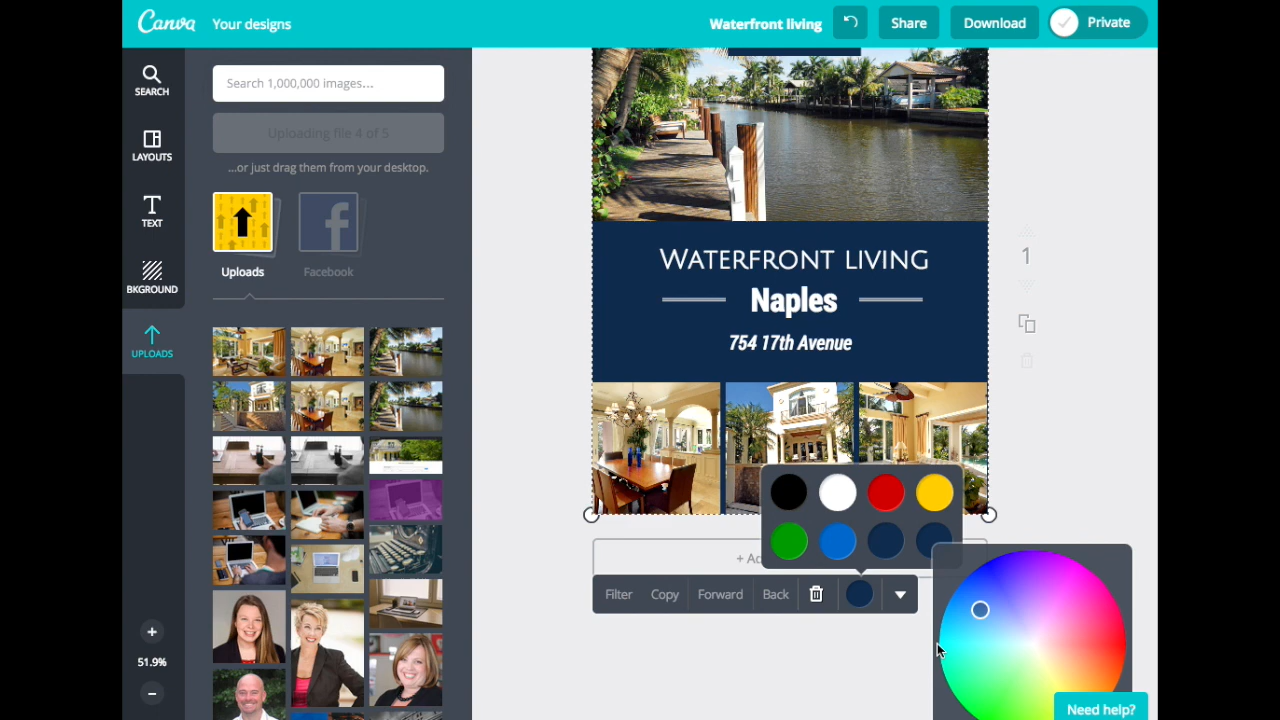 Canva
Your designs
Waterfront living
Share
Download
Private
SEARCH
LAYOUTS
TEXT
BKGROUND
UPLOADS
51.9%
Search 1,000,000 images...
Uploading file 4 of 5
...or just drag them from your desktop.
Uploads
Facebook
WATERFRONT LIVING
Naples
754 17th Avenue
1
+ Ad
Filter
Copy
Forward
Back
Need help?